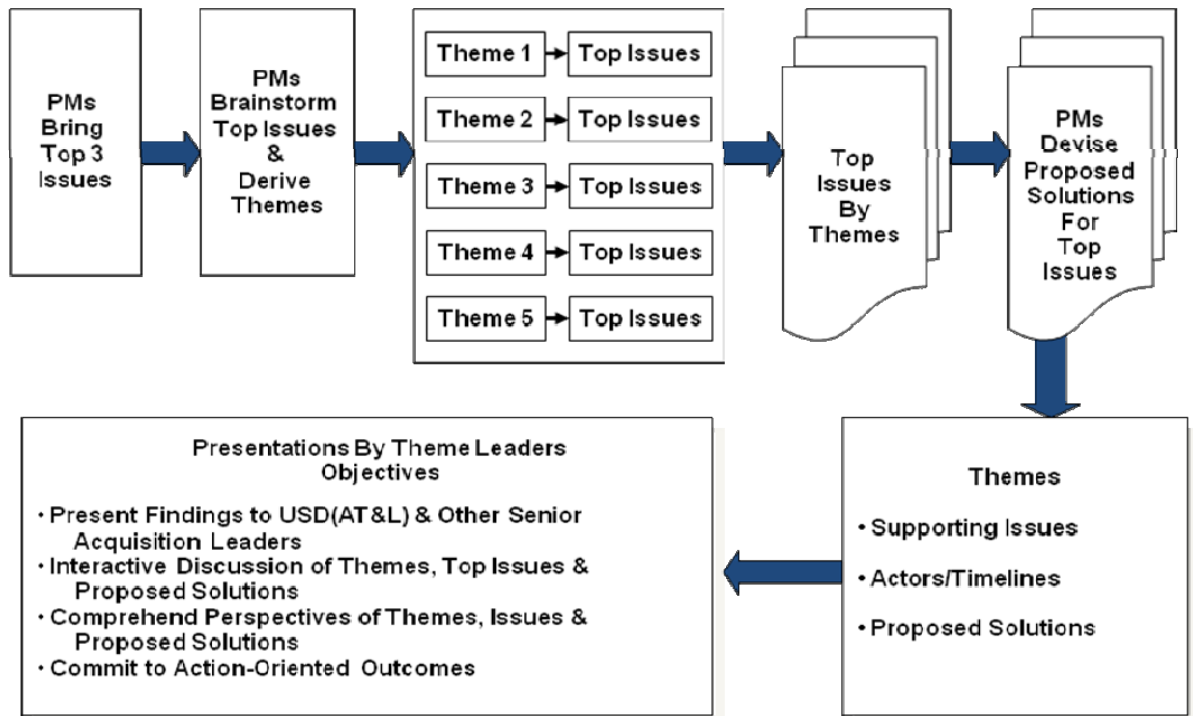 PMs
Bring
Top 3
Issues
PMs
Brainstorm
Top Issues
&
Derive
Themes
Theme 1
Top Issues
Theme 2
Top Issues
Theme 3
Top Issues
Theme 4
Top Issues
Theme 5
Top Issues
Top
Issues
By
Themes
PMs
Devise
Proposed
Solutions
For
Top
Issues
Themes
• Supporting Issues
• Actors/Timelines
• Proposed Solutions
Presentations By Theme Leaders
Objectives
• Present Findings to USD(AT&L) & Other Senior
Acquisition Leaders
• Interactive Discussion of Themes, Top Issues &
Proposed Solutions
• Comprehend Perspectives of Themes, Issues &
Proposed Solutions
• Commit to Action-Oriented Outcomes